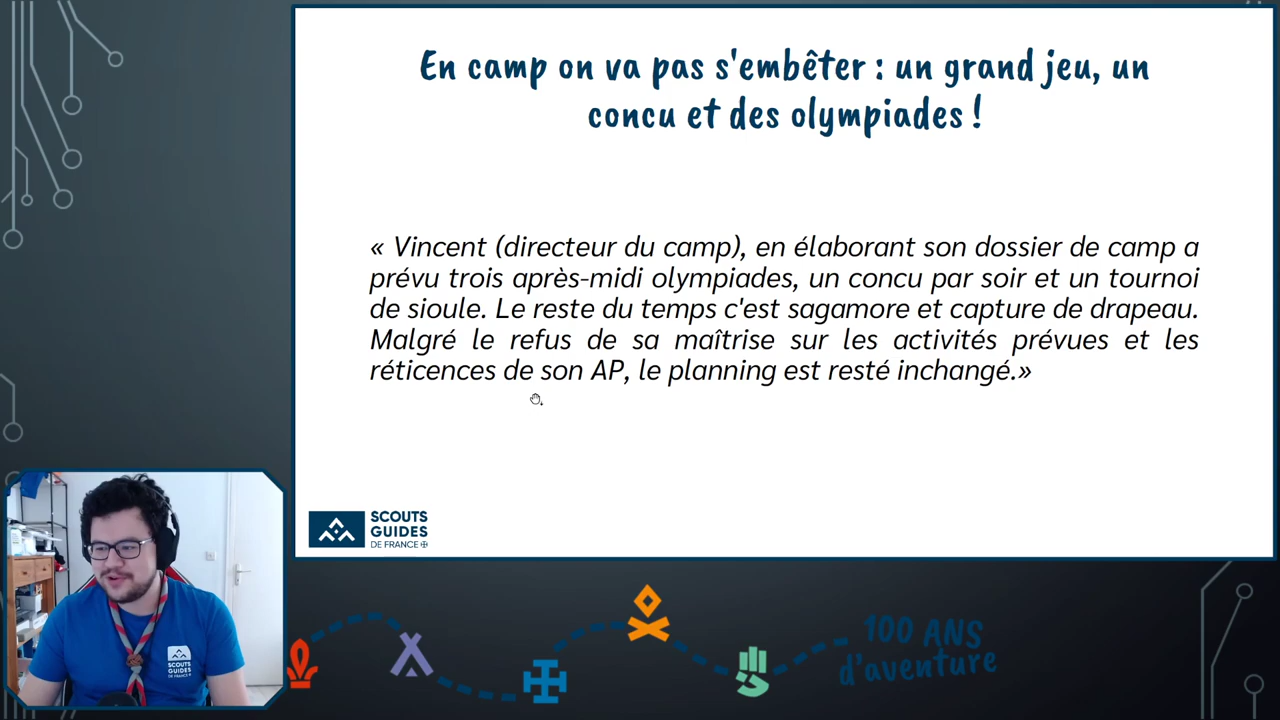 En camp on va pas s'embêter : un grand jeu, un
concu et des olympiades !
« Vincent (directeur du camp), en élaborant son dossier de camp a
prévu trois après-midi olympiades, un concu par soir et un tournoi
de sioule. Le reste du temps c'est sagamore et capture de drapeau.
Malgré le refus de sa maîtrise sur les activités prévues et les
réticences de son AP, le planning est resté inchangé.»
SCOUTS
GUIDES
DE FRANCE
SCOUTS
GUIDES
DE FRANCE
100 ANS
d'aventure